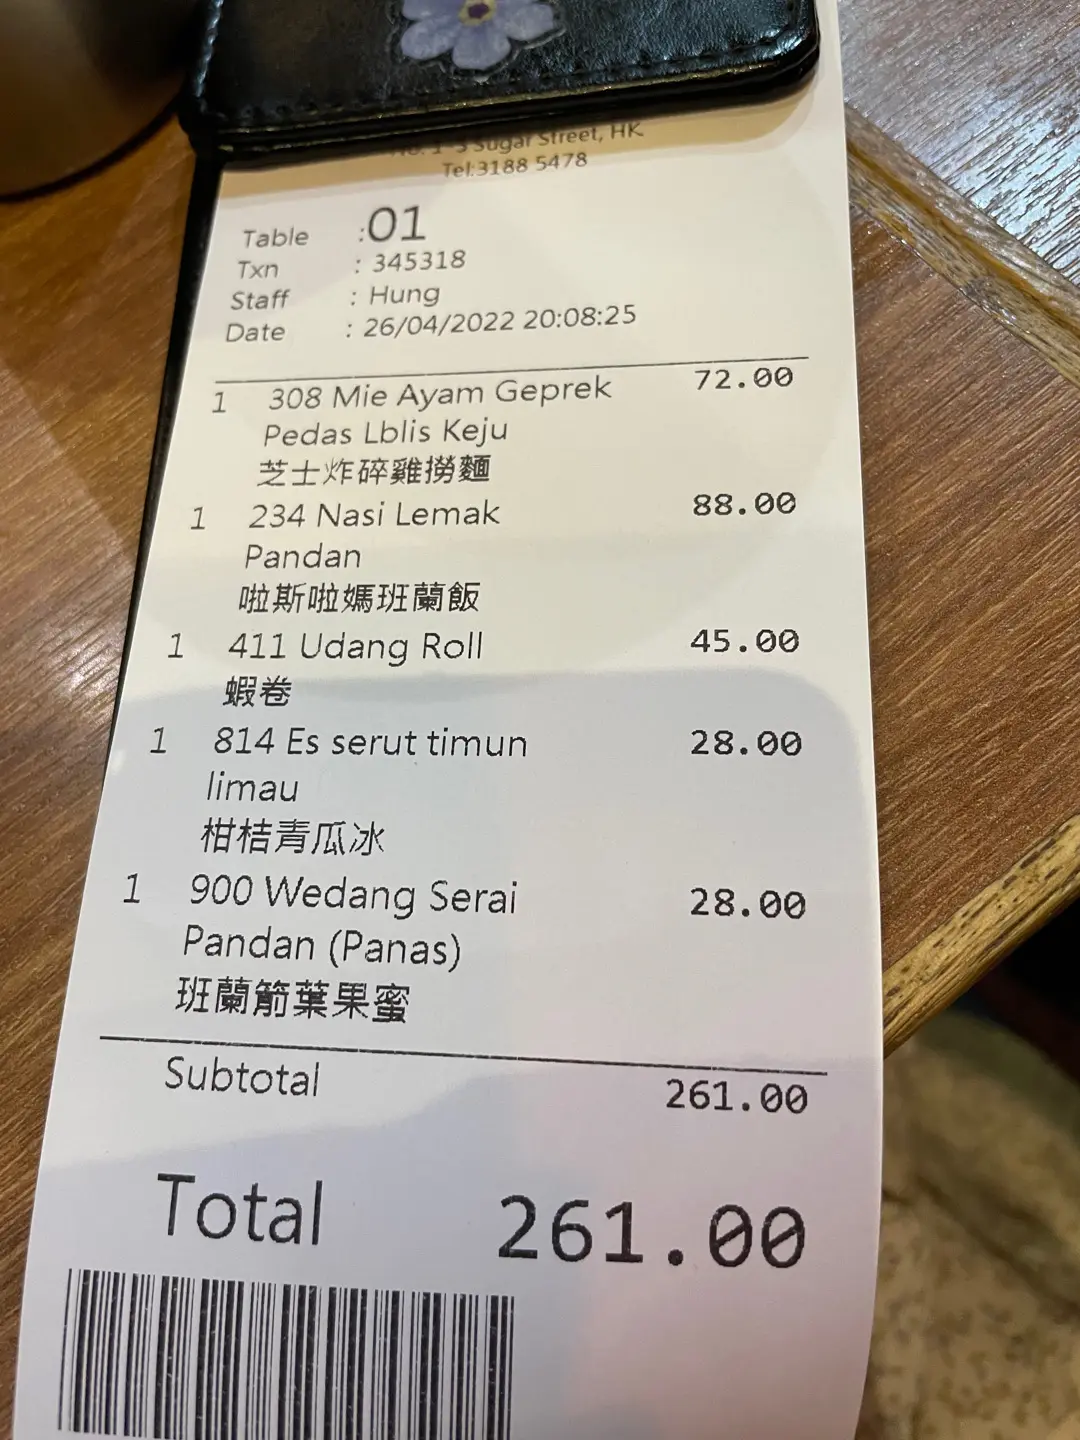 No. 1-3 Sugar Street, HK
Tel:3188 5478
Table :01
Txn : 345318
Staff : Hung
Date : 26/04/2022 20:08:25
1 308 Mie Ayam Geprek 72.00
Pedas Lblis Keju
芝士炸碎雞撈麵
1 234 Nasi Lemak 88.00
Pandan
啦斯啦媽班蘭飯
1 411 Udang Roll 45.00
蝦卷
1 814 Es serut timun 28.00
limau
柑桔青瓜冰
1 900 Wedang Serai 28.00
Pandan (Panas)
班蘭箭葉果蜜
Subtotal 261.00
Total 261.00